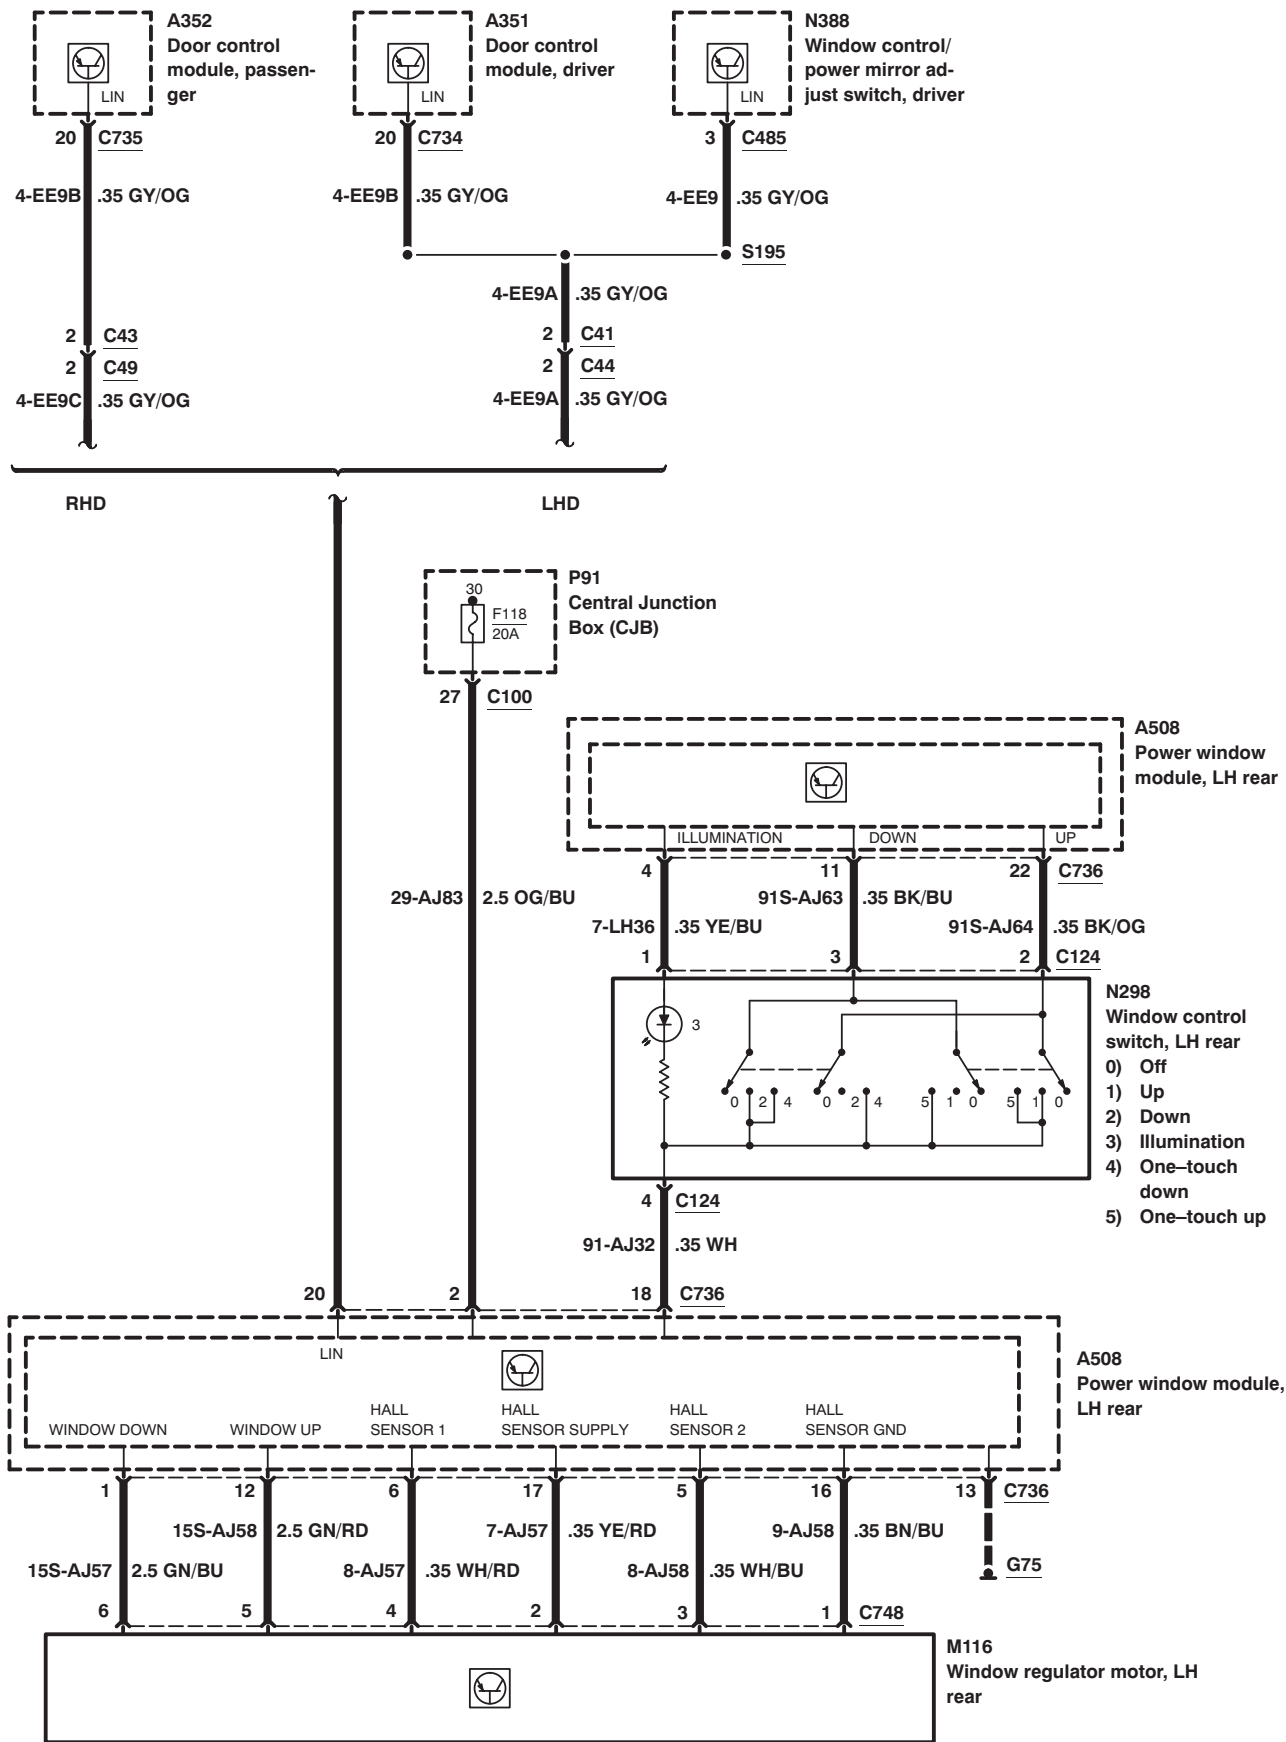 A352
Door control
module, passen-
ger
LIN
20 C735
4-EE9B .35 GY/OG
2 C43
2 C49
4-EE9C .35 GY/OG
A351
Door control
module, driver
LIN
20 C734
4-EE9B .35 GY/OG
N388
Window control/
power mirror ad-
just switch, driver
LIN
3 C485
4-EE9 .35 GY/OG
S195
4-EE9A .35 GY/OG
2 C41
2 C44
4-EE9A .35 GY/OG
RHD LHD
P91
Central Junction
Box (CJB)
30
F118
20A
27 C100
29-AJ83 2.5 OG/BU
A508
Power window
module, LH rear
ILLUMINATION DOWN UP
4 11 22 C736
91S-AJ63 .35 BK/BU
7-LH36 .35 YE/BU 91S-AJ64 .35 BK/OG
1 3 2 C124
N298
Window control
switch, LH rear
0) Off
1) Up
2) Down
3) Illumination
4) One–touch
down
5) One–touch up
3
0 2 4 0 2 4 5 1 0 5 1 0
4 C124
91-AJ32 .35 WH
20 2 18 C736
LIN
A508
Power window module,
LH rear
WINDOW DOWN WINDOW UP
HALL
SENSOR 1
HALL
SENSOR SUPPLY
HALL
SENSOR 2
HALL
SENSOR GND
1 12 6 17 5 16 13 C736
15S-AJ58 2.5 GN/RD 7-AJ57 .35 YE/RD 9-AJ58 .35 BN/BU
15S-AJ57 2.5 GN/BU 8-AJ57 .35 WH/RD 8-AJ58 .35 WH/BU G75
6 5 4 2 3 1 C748
M116
Window regulator motor, LH
rear